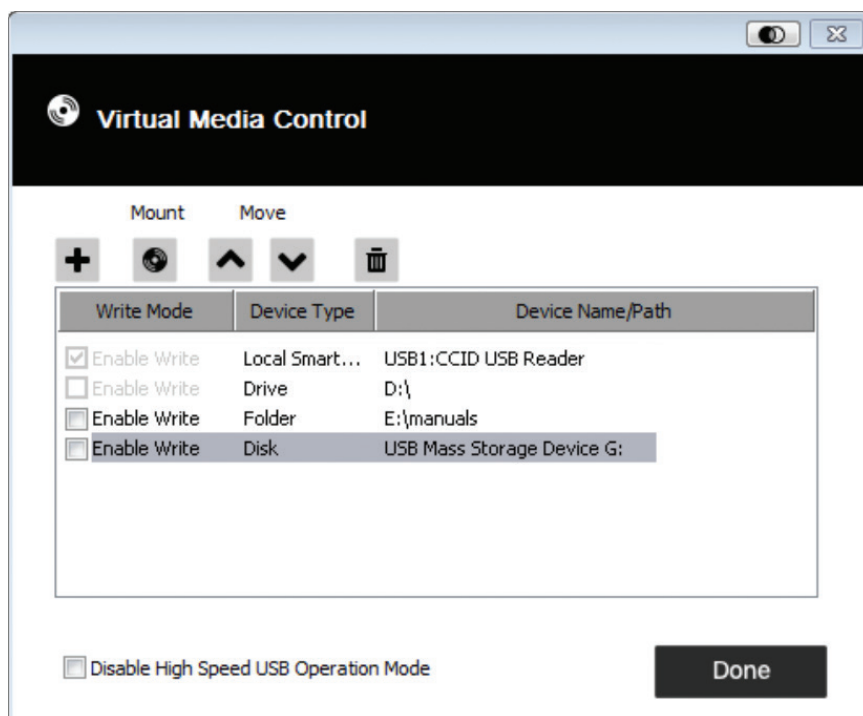 Virtual Media Control
Mount Move
Write Mode Device Type Device Name/Path
Enable Write Local Smart... USB1:CCID USB Reader
Enable Write Drive D:\
Enable Write Folder E:\manuals
Enable Write Disk USB Mass Storage Device G:
Disable High Speed USB Operation Mode
Done